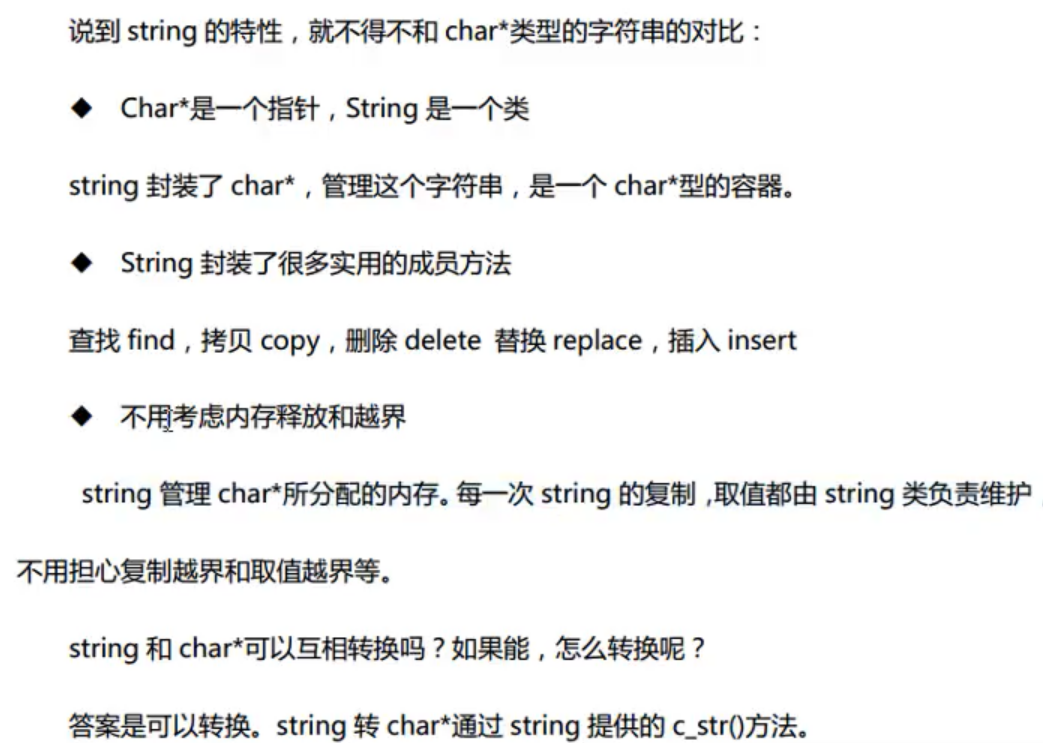 说到 string 的特性，就不得不和 char*类型的字符串的对比：
◆ Char*是一个指针，String 是一个类
string 封装了 char*，管理这个字符串，是一个 char*型的容器。
◆ String 封装了很多实用的成员方法
查找 find，拷贝 copy，删除 delete 替换 replace，插入 insert
◆ 不用考虑内存释放和越界
string 管理 char*所分配的内存。每一次 string 的复制，取值都由 string 类负责维护，
不用担心复制越界和取值越界等。
string 和 char*可以互相转换吗？如果能，怎么转换呢？
答案是可以转换。string 转 char*通过 string 提供的 c_str()方法。